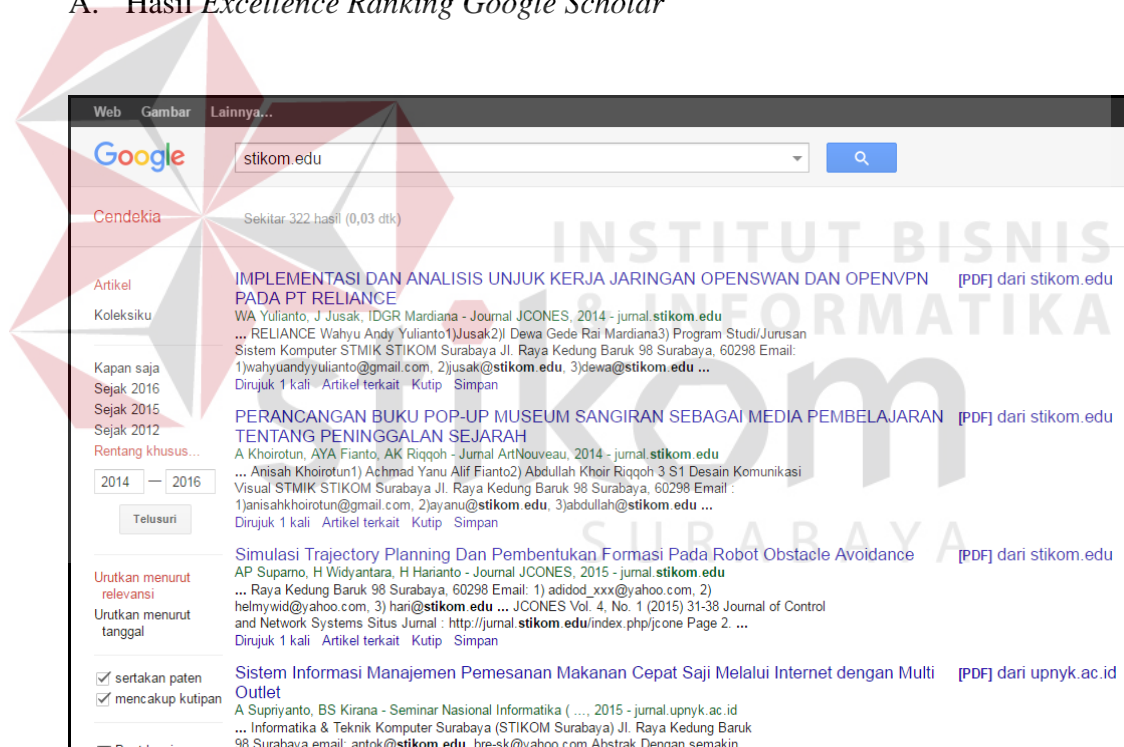 A. Hasil Excellence Ranking Google Scholar
Web Gambar Lainnya...
Google
stikom.edu
Cendekia
Sekitar 322 hasil (0,03 dtk)
INSTITUT BISNIS
& INFORMATIKA
stikom
SURABAYA
Artikel
Koleksiku
Kapan saja
Sejak 2016
Sejak 2015
Sejak 2012
Rentang khusus...
2014 — 2016
Telusuri
Urutkan menurut
relevansi
Urutkan menurut
tanggal
sertakan paten
mencakup kutipan
IMPLEMENTASI DAN ANALISIS UNJUK KERJA JARINGAN OPENSWAN DAN OPENVPN
PADA PT RELIANCE
[PDF] dari stikom.edu
WA Yulianto, J Jusak, IDGR Mardiana - Journal JCONES, 2014 - jurnal.stikom.edu
... RELIANCE Wahyu Andy Yulianto1)Jusak2)I Dewa Gede Rai Mardiana3) Program Studi/Jurusan
Sistem Komputer STMIK STIKOM Surabaya Jl. Raya Kedung Baruk 98 Surabaya, 60298 Email:
1)wahyuandyyulianto@gmail.com, 2)jusak@stikom.edu, 3)dewa@stikom.edu ...
Dirujuk 1 kali Artikel terkait Kutip Simpan
PERANCANGAN BUKU POP-UP MUSEUM SANGIRAN SEBAGAI MEDIA PEMBELAJARAN
TENTANG PENINGGALAN SEJARAH
[PDF] dari stikom.edu
A Khoirotun, AYA Fianto, AK Riqqoh - Jurnal ArtNouveau, 2014 - jurnal.stikom.edu
... Anisah Khoirotun1) Achmad Yanu Alif Fianto2) Abdullah Khoir Riqqoh 3 S1 Desain Komunikasi
Visual STMIK STIKOM Surabaya Jl. Raya Kedung Baruk 98 Surabaya, 60298 Email :
1)anisahkhoirotun@gmail.com, 2)ayanu@stikom.edu, 3)abdullah@stikom.edu ...
Dirujuk 1 kali Artikel terkait Kutip Simpan
Simulasi Trajectory Planning Dan Pembentukan Formasi Pada Robot Obstacle Avoidance
[PDF] dari stikom.edu
AP Suparno, H Widyantara, H Harianto - Journal JCONES, 2015 - jurnal.stikom.edu
... Raya Kedung Baruk 98 Surabaya, 60298 Email: 1) adidod_xxx@yahoo.com, 2)
helmywid@yahoo.com, 3) hari@stikom.edu ... JCONES Vol. 4, No. 1 (2015) 31-38 Journal of Control
and Network Systems Situs Jurnal : http://jurnal.stikom.edu/index.php/jcone Page 2. ...
Dirujuk 1 kali Artikel terkait Kutip Simpan
Sistem Informasi Manajemen Pemesanan Makanan Cepat Saji Melalui Internet dengan Multi
Outlet
[PDF] dari upnyk.ac.id
A Supriyanto, BS Kirana - Seminar Nasional Informatika ( ..., 2015 - jurnal.upnyk.ac.id
... Informatika & Teknik Komputer Surabaya (STIKOM Surabaya) Jl. Raya Kedung Baruk
98 Surabaya email: antok@stikom.edu, bre-sk@yahoo.com Abstrak Dengan semakin